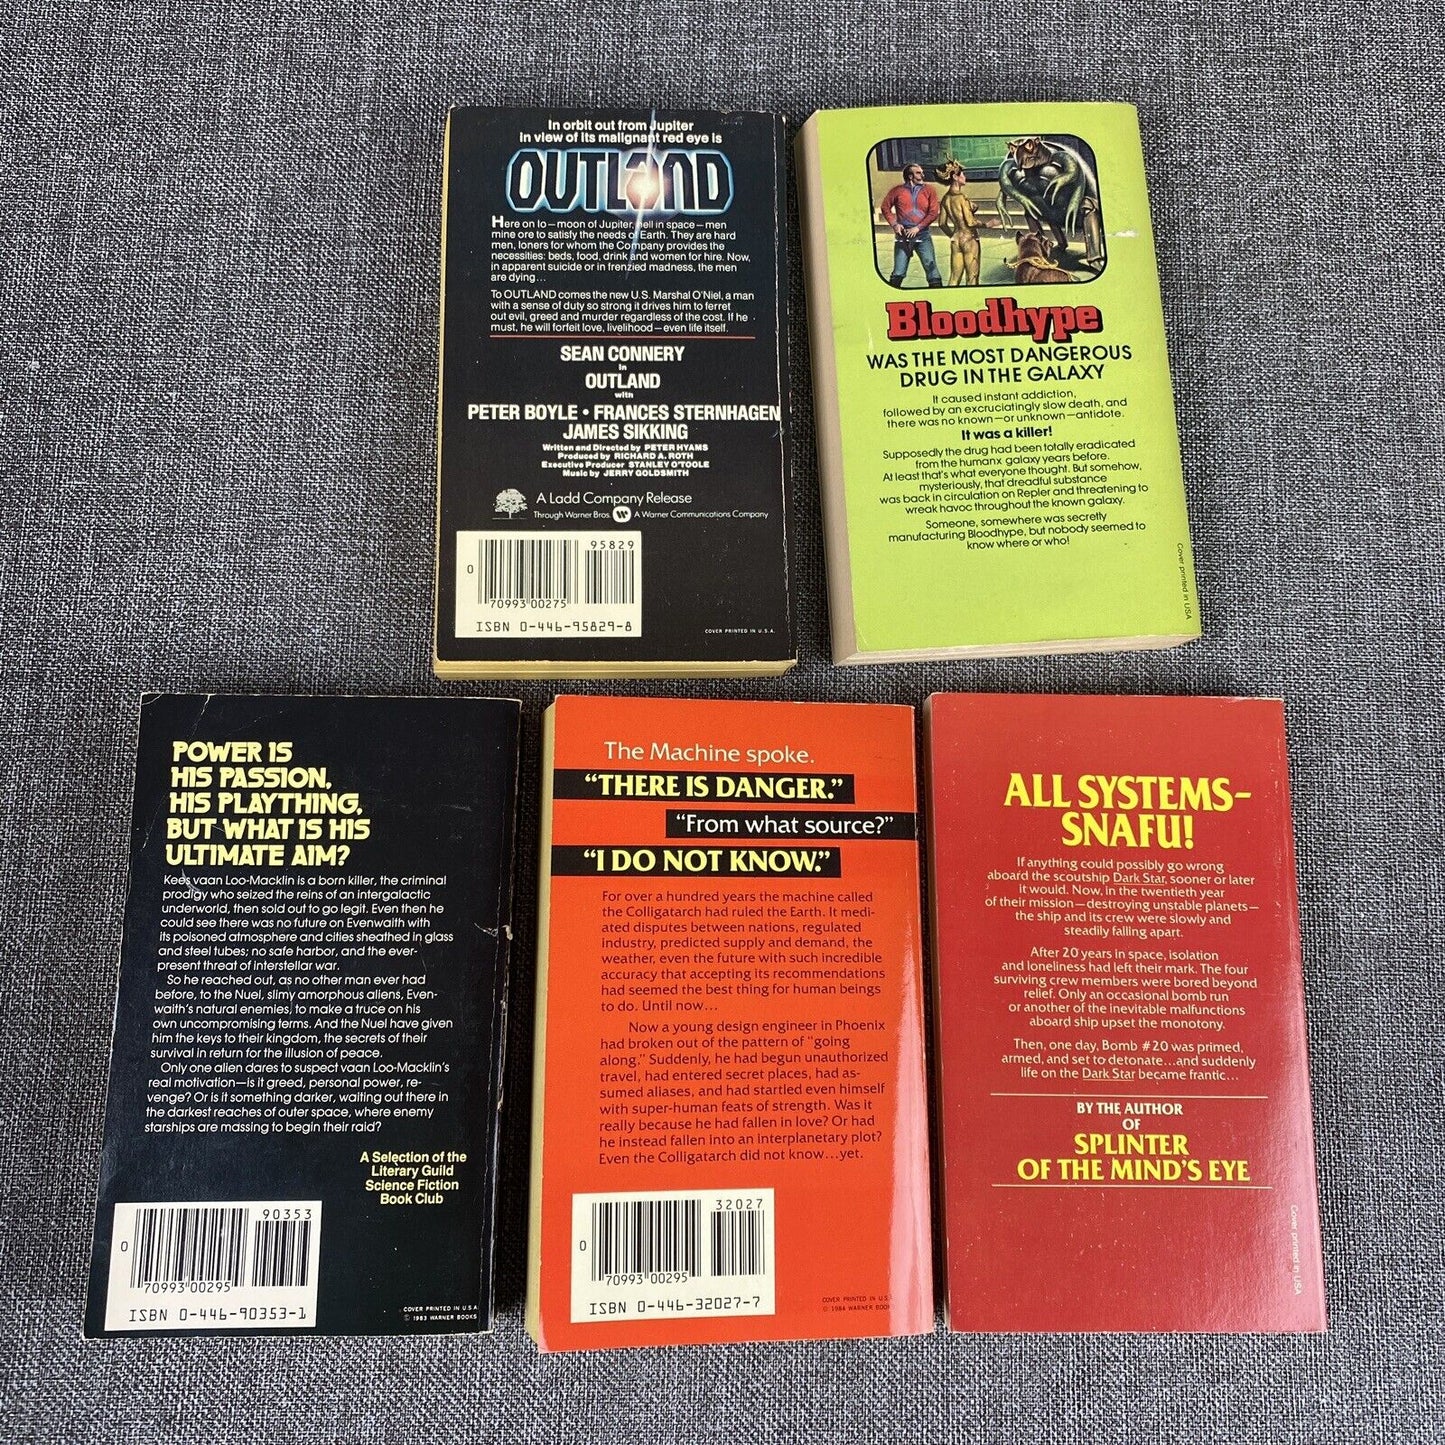 In orbit out from Jupiter
in view of its malignant red eye is
OUTLAND
Here on Io—moon of Jupiter, hell in space—men
mine ore to satisfy the needs of Earth. They are hard
men, loners for whom the Company provides the
necessities: beds, food, drink and women for hire. Now,
in apparent suicide or in frenzied madness, the men
are dying...
To OUTLAND comes the new U.S. Marshal O'Niel, a man
with a sense of duty so strong it drives him to ferret
out evil, greed and murder regardless of the cost. If he
must, he will forfeit love, livelihood—even life itself.
SEAN CONNERY
in
OUTLAND
with
PETER BOYLE • FRANCES STERNHAGEN
JAMES SIKKING
Written and Directed by PETER HYAMS
Produced by RICHARD A. ROTH
Executive Producer STANLEY O'TOOLE
Music by JERRY GOLDSMITH
A Ladd Company Release
Through Warner Bros. W A Warner Communications Company
95829
0
70993 00275
ISBN 0-446-95829-8
COVER PRINTED IN U.S.A.
Bloodhype
WAS THE MOST DANGEROUS
DRUG IN THE GALAXY
It caused instant addiction,
followed by an excruciatingly slow death, and
there was no known—or unknown—antidote.
It was a killer!
Supposedly the drug had been totally eradicated
from the humanx galaxy years before.
At least that's what everyone thought. But somehow,
mysteriously, that dreadful substance
was back in circulation on Repler and threatening to
wreak havoc throughout the known galaxy.
Someone, somewhere was secretly
manufacturing Bloodhype, but nobody seemed to
know where or who!
Cover printed in USA
POWER IS
HIS PASSION,
HIS PLAYTHING,
BUT WHAT IS HIS
ULTIMATE AIM?
Kees vaan Loo-Macklin is a born killer, the criminal
prodigy who seized the reins of an intergalactic
underworld, then sold out to go legit. Even then he
could see there was no future on Evenwaith with
its poisoned atmosphere and cities sheathed in glass
and steel tubes; no safe harbor, and the ever-
present threat of interstellar war.
So he reached out, as no other man ever had
before, to the Nuel, slimy amorphous aliens, Even-
waith's natural enemies, to make a truce on his
own uncompromising terms. And the Nuel have given
him the keys to their kingdom, the secrets of their
survival in return for the illusion of peace.
Only one alien dares to suspect vaan Loo-Macklin's
real motivation—is it greed, personal power, re-
venge? Or is it something darker, waiting out there in
the darkest reaches of outer space, where enemy
starships are massing to begin their raid?
A Selection of the
Literary Guild
Science Fiction
Book Club
90353
0
70993 00295
ISBN 0-446-90353-1
COVER PRINTED IN U.S.A.
© 1983 WARNER BOOKS
The Machine spoke.
“THERE IS DANGER.”
“From what source?”
“I DO NOT KNOW.”
For over a hundred years the machine called
the Colligatarch had ruled the Earth. It medi-
ated disputes between nations, regulated
industry, predicted supply and demand, the
weather, even the future with such incredible
accuracy that accepting its recommendations
had seemed the best thing for human beings
to do. Until now...
Now a young design engineer in Phoenix
had broken out of the pattern of "going
along." Suddenly, he had begun unauthorized
travel, had entered secret places, had as-
sumed aliases, and had startled even himself
with super-human feats of strength. Was it
really because he had fallen in love? Or had
he instead fallen into an interplanetary plot?
Even the Colligatarch did not know...yet.
32027
0
70993 00295
ISBN 0-446-32027-7
COVER PRINTED IN U.S.
© 1984 WARNER BOOKS
ALL SYSTEMS–
SNAFU!
If anything could possibly go wrong
aboard the scoutship Dark Star, sooner or later
it would. Now, in the twentieth year
of their mission—destroying unstable planets—
the ship and its crew were slowly and
steadily falling apart.
After 20 years in space, isolation
and loneliness had left their mark. The four
surviving crew members were bored beyond
relief. Only an occasional bomb run
or another of the inevitable malfunctions
aboard ship upset the monotony.
Then, one day, Bomb #20 was primed,
armed, and set to detonate...and suddenly
life on the Dark Star became frantic...
BY THE AUTHOR
OF
SPLINTER
OF THE MIND'S EYE
Cover printed in USA